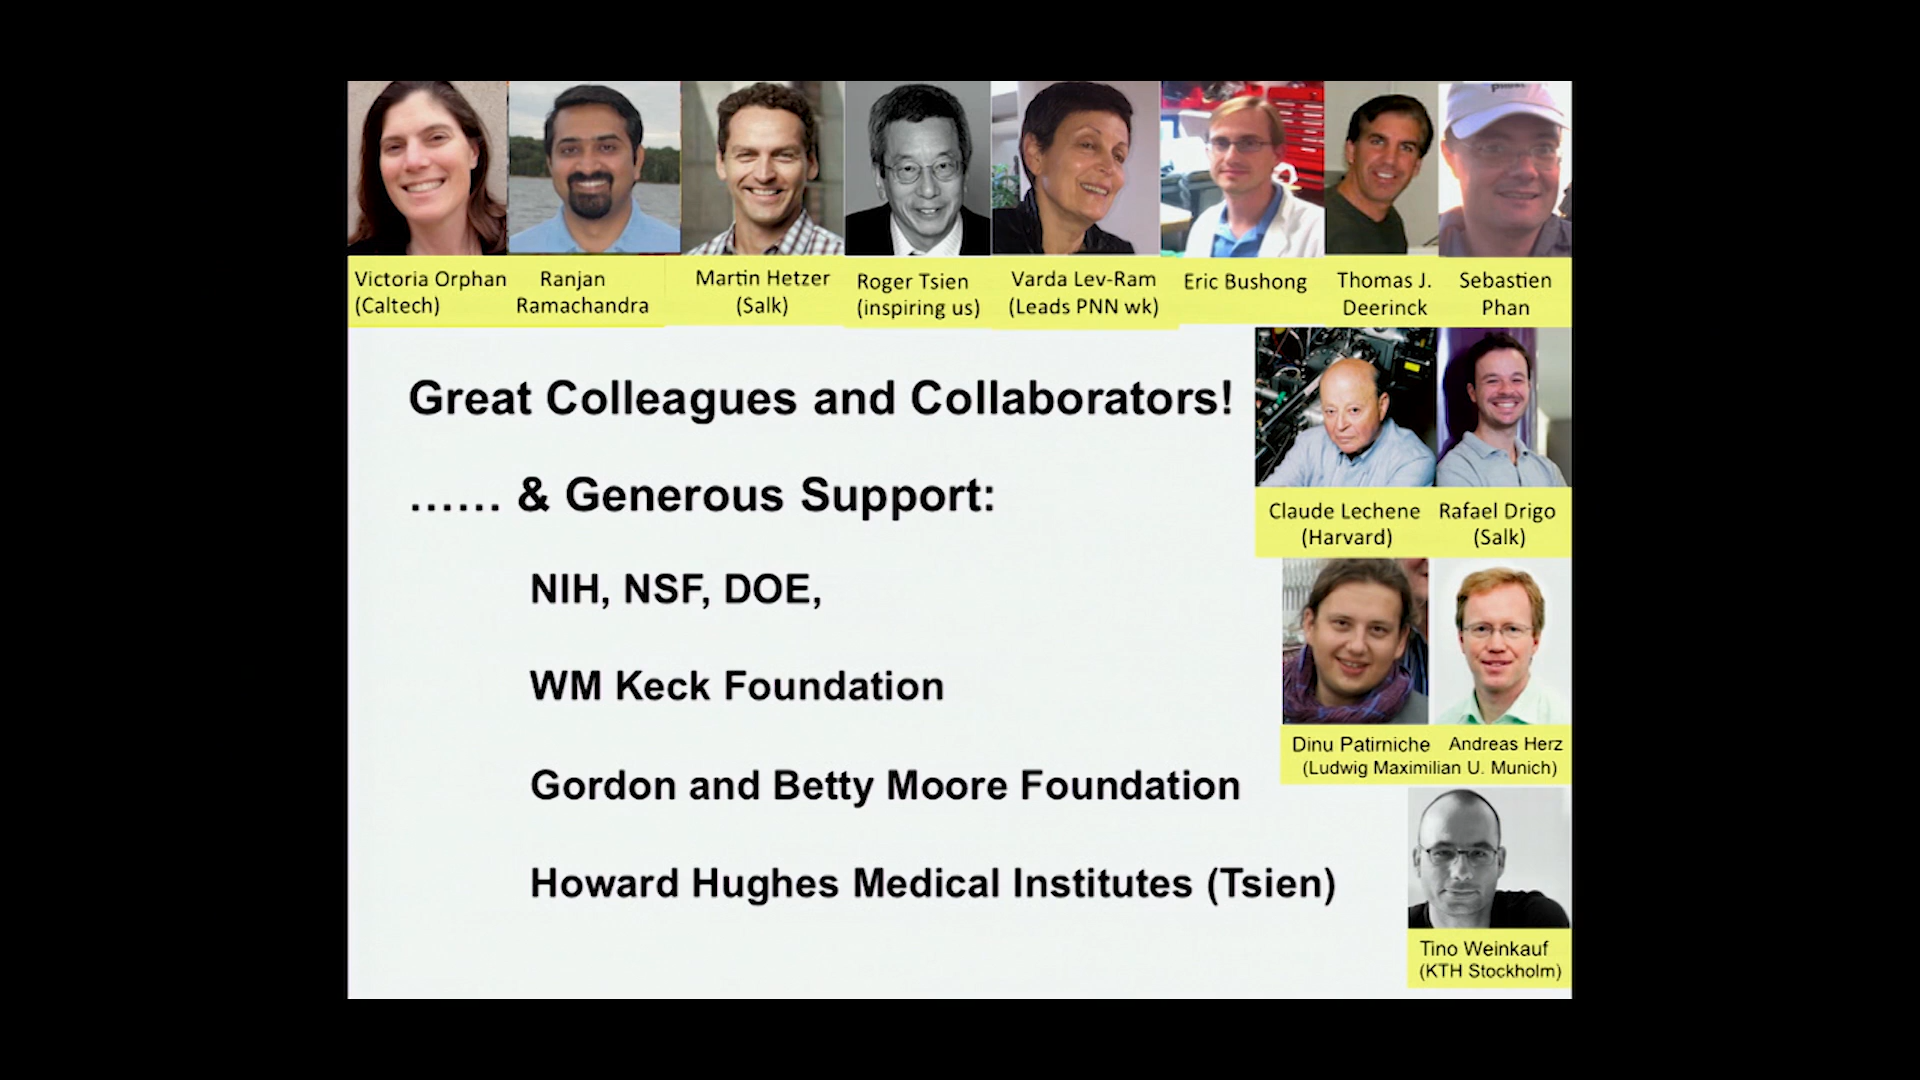 Victoria Orphan
(Caltech)
Ranjan
Ramachandra
Martin Hetzer
(Salk)
Roger Tsien
(inspiring us)
Varda Lev-Ram
(Leads PNN wk)
Eric Bushong
Thomas J.
Deerinck
Sebastien
Phan
Great Colleagues and Collaborators!
...... & Generous Support:
NIH, NSF, DOE,
WM Keck Foundation
Gordon and Betty Moore Foundation
Howard Hughes Medical Institutes (Tsien)
Claude Lechene
(Harvard)
Rafael Drigo
(Salk)
Dinu Patirniche
Andreas Herz
(Ludwig Maximilian U. Munich)
Tino Weinkauf
(KTH Stockholm)